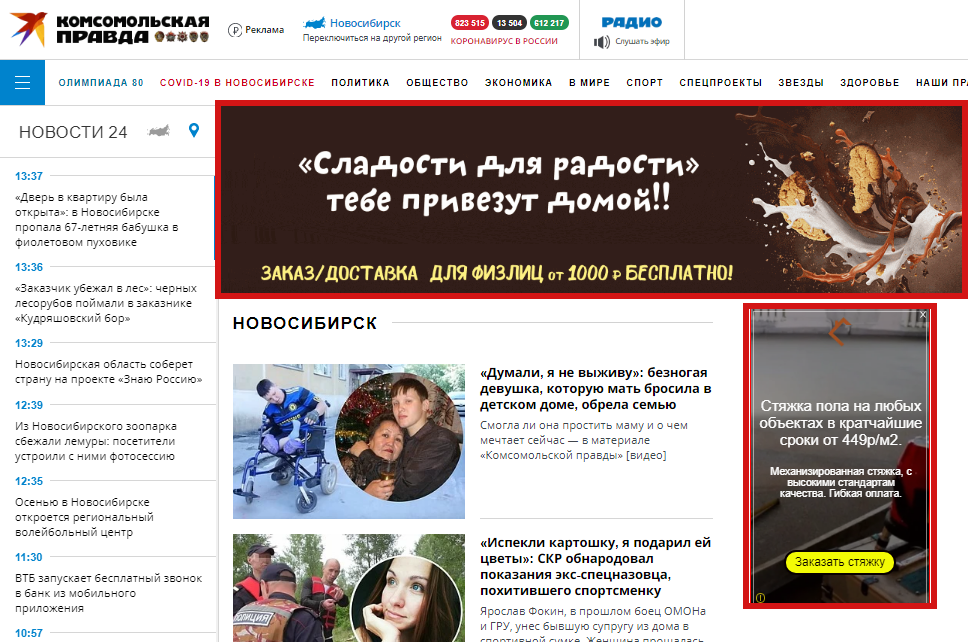 КОМСОМОЛЬСКАЯ
ПРАВДА
Реклама
Новосибирск
Переключиться на другой регион
823 515
13 504
612 217
КОРОНАВИРУС В РОССИИ
РАДИО
Слушать эфир
ОЛИМПИАДА 80
COVID-19 В НОВОСИБИРСКЕ
ПОЛИТИКА
ОБЩЕСТВО
ЭКОНОМИКА
В МИРЕ
СПОРТ
СПЕЦПРОЕКТЫ
ЗВЕЗДЫ
ЗДОРОВЬЕ
НАШИ ПРА
НОВОСТИ 24
13:37
«Дверь в квартиру была
открыта»: в Новосибирске
пропала 67-летняя бабушка в
фиолетовом пуховике
13:36
«Заказчик убежал в лес»: черных
лесорубов поймали в заказнике
«Кудряшовский бор»
13:29
Новосибирская область соберет
страну на проекте «Знаю Россию»
12:39
Из Новосибирского зоопарка
сбежали лемуры: посетители
устроили с ними фотосессию
12:35
Осенью в Новосибирске
откроется региональный
волейбольный центр
11:30
ВТБ запускает бесплатный звонок
в банк из мобильного
приложения
10:57
«Сладости для радости»
тебе привезут домой!!
ЗАКАЗ/ДОСТАВКА ДЛЯ ФИЗЛИЦ от 1000 ₽ БЕСПЛАТНО!
НОВОСИБИРСК
«Думали, я не выживу»: безногая
девушка, которую мать бросила в
детском доме, обрела семью
Смогла ли она простить маму и о чем
мечтает сейчас — в материале
«Комсомольской правды» [видео]
«Испекли картошку, я подарил ей
цветы»: СКР обнародовал
показания экс-спецназовца,
похитившего спортсменку
Ярослав Фокин, в прошлом боец ОМОНа
и ГРУ, унес бывшую супругу из дома в
спортивной сумке. Женщина прощалась
Стяжка пола на любых
объектах в кратчайшие
сроки от 449р/м2.
Механизированная стяжка, с
высокими стандартам
качества. Гибкая оплата.
Заказать стяжку